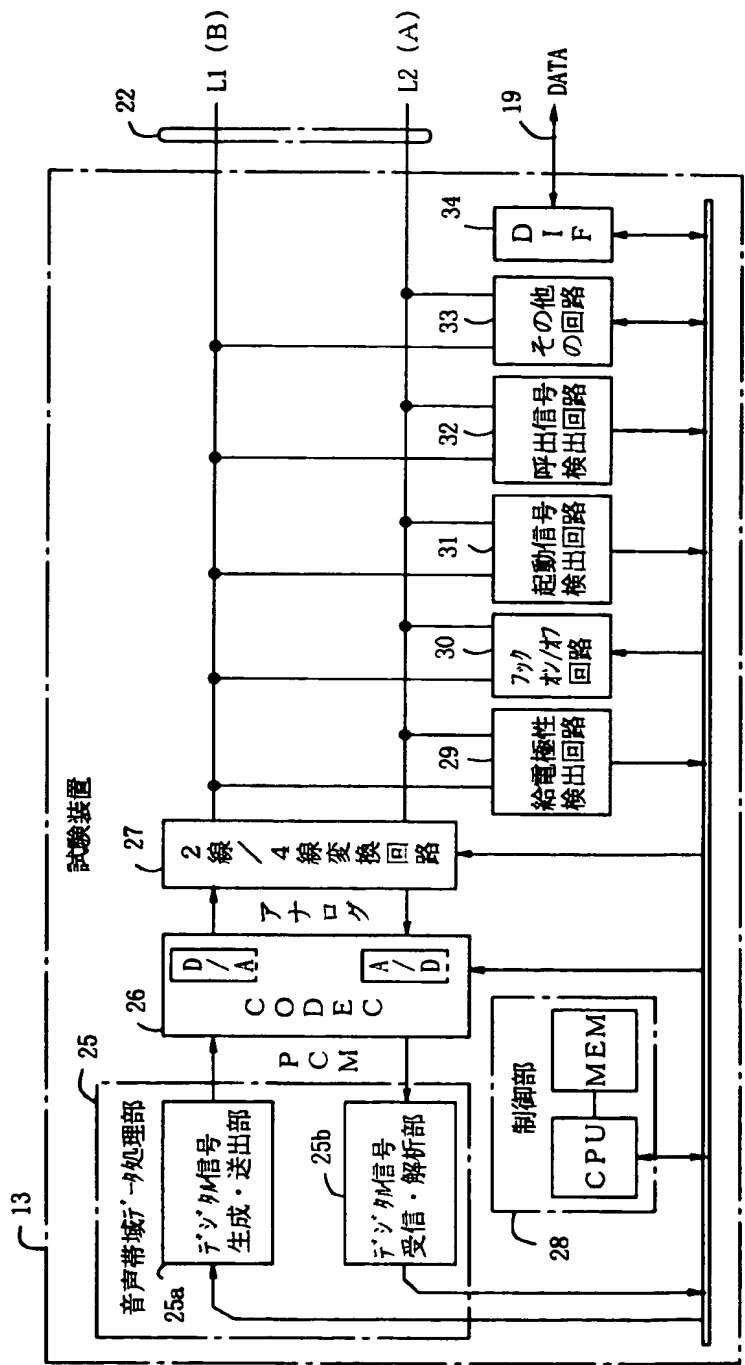 13
試験装置
25
音声帯域データ処理部
25a
デジタル信号
生成・送出部
25b
デジタル信号
受信・解析部
PCM
26
CODEC
D/A
A/D
アナログ
27
2線/4線変換回路
22
L1 (B)
L2 (A)
28
制御部
CPU
MEM
29
給電極性
検出回路
30
フック
オン/オフ
回路
31
起動信号
検出回路
32
呼出信号
検出回路
33
その他
の回路
34
DIF
19
DATA